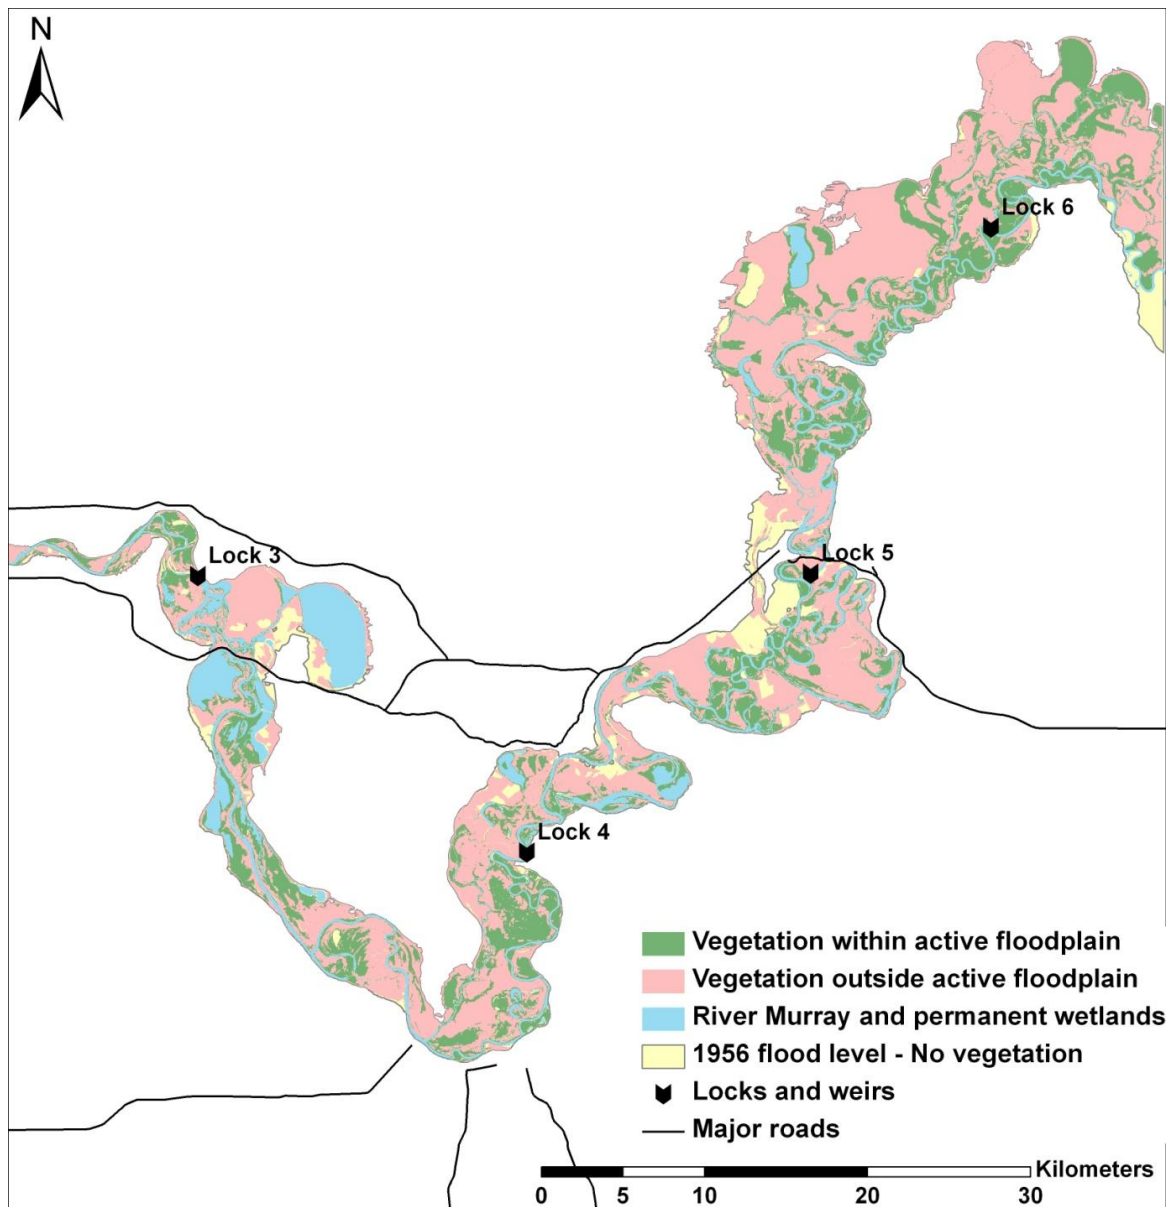 N
Lock 6
Lock 3
Lock 5
Lock 4
Vegetation within active floodplain
Vegetation outside active floodplain
River Murray and permanent wetlands
1956 flood level - No vegetation
Locks and weirs
Major roads
Kilometers
0 5 10 20 30